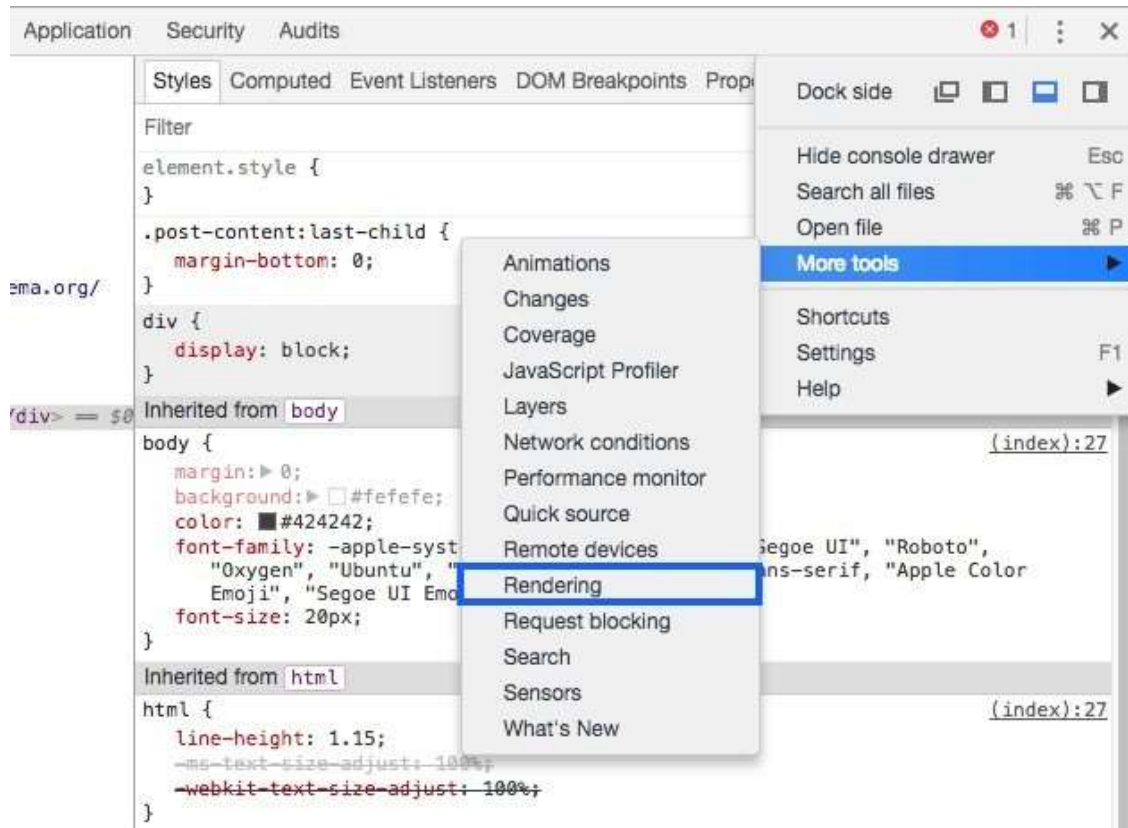 Application Security Audits 1
Styles Computed Event Listeners DOM Breakpoints
Filter
element.style {
}
.post-content:last-child {
margin-bottom: 0;
}
ema.org/
div {
display: block;
}
/div> == $0
Inherited from body
body { (index):27
margin: 0;
background: #fefefe;
color: #424242;
font-family: -apple-syst Segoe UI", "Roboto",
"Oxygen", "Ubuntu", " ns-serif, "Apple Color
Emoji", "Segoe UI Emo
font-size: 20px;
}
Inherited from html
html { (index):27
line-height: 1.15;
-ms-text-size-adjust: 100%;
-webkit-text-size-adjust: 100%;
}
Dock side
Hide console drawer Esc
Search all files ⌘ ⌥ F
Open file ⌘ P
More tools
Shortcuts
Settings F1
Help
Animations
Changes
Coverage
JavaScript Profiler
Layers
Network conditions
Performance monitor
Quick source
Remote devices
Rendering
Request blocking
Search
Sensors
What's New